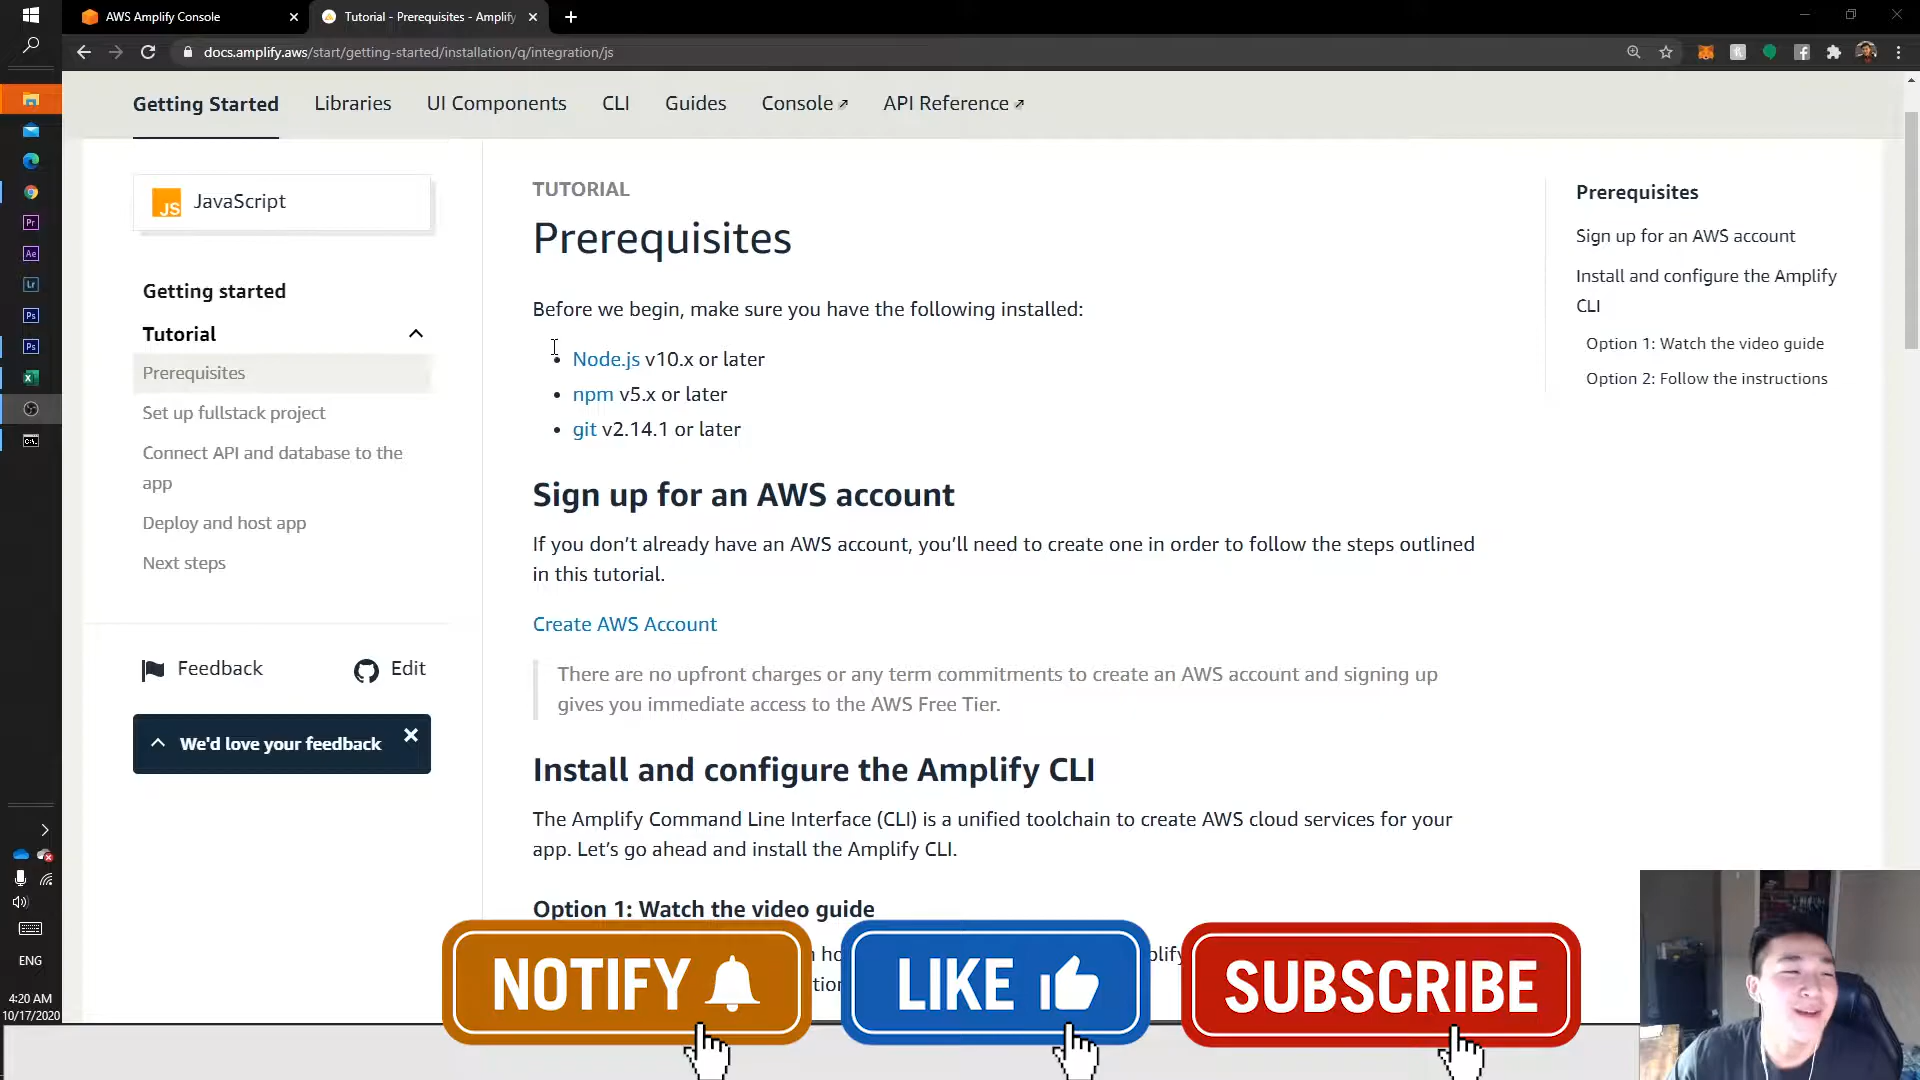 AWS Amplify Console
Tutorial - Prerequisites - Amplify
docs.amplify.aws/start/getting-started/installation/q/integration/js
Getting Started Libraries UI Components CLI Guides Console API Reference
JS JavaScript
Getting started
Tutorial
Prerequisites
Set up fullstack project
Connect API and database to the
app
Deploy and host app
Next steps
Feedback Edit
We'd love your feedback
TUTORIAL
Prerequisites
Before we begin, make sure you have the following installed:
• Node.js v10.x or later
• npm v5.x or later
• git v2.14.1 or later
Sign up for an AWS account
If you don’t already have an AWS account, you’ll need to create one in order to follow the steps outlined
in this tutorial.
Create AWS Account
There are no upfront charges or any term commitments to create an AWS account and signing up
gives you immediate access to the AWS Free Tier.
Install and configure the Amplify CLI
The Amplify Command Line Interface (CLI) is a unified toolchain to create AWS cloud services for your
app. Let’s go ahead and install the Amplify CLI.
Option 1: Watch the video guide
Prerequisites
Sign up for an AWS account
Install and configure the Amplify
CLI
Option 1: Watch the video guide
Option 2: Follow the instructions
NOTIFY LIKE SUBSCRIBE
Pr
Ae
Lr
Ps
Ps
ENG
4:20 AM
10/17/2020